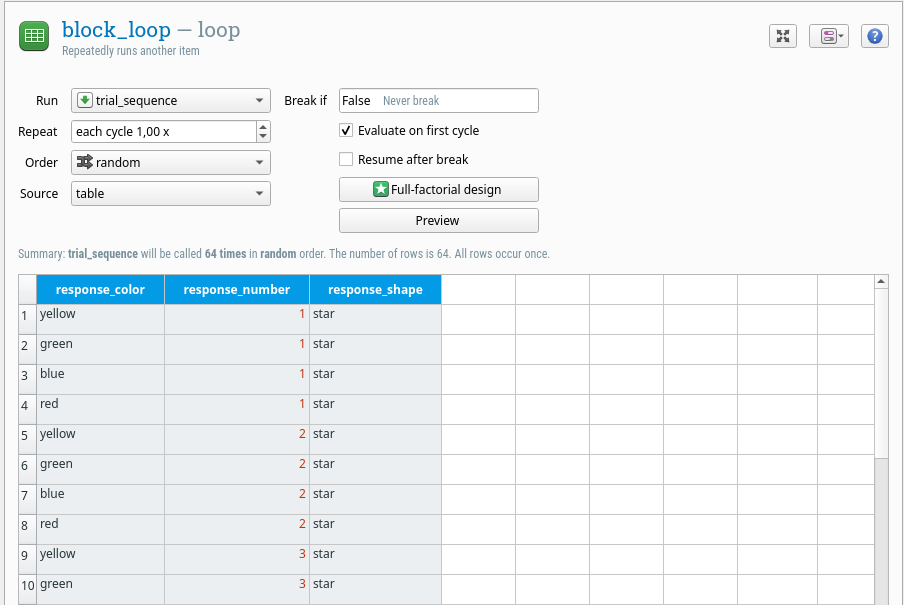 block_loop — loop
Repeatedly runs another item
Run trial_sequence Break if False Never break
Repeat each cycle 1,00 x Evaluate on first cycle
Order random Resume after break
Source table Full-factorial design
Preview
Summary: trial_sequence will be called 64 times in random order. The number of rows is 64. All rows occur once.
response_color response_number response_shape
1 yellow 1 star
2 green 1 star
3 blue 1 star
4 red 1 star
5 yellow 2 star
6 green 2 star
7 blue 2 star
8 red 2 star
9 yellow 3 star
10 green 3 star